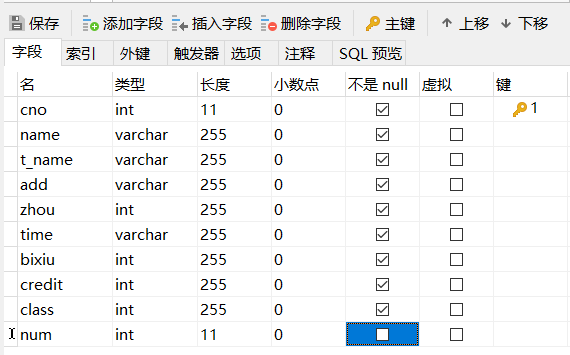 保存 添加字段 插入字段 删除字段 主键 上移 下移
字段 索引 外键 触发器 选项 注释 SQL 预览
名 类型 长度 小数点 不是 null 虚拟 键
cno int 11 0 1
name varchar 255 0
t_name varchar 255 0
add varchar 255 0
zhou int 255 0
time varchar 255 0
bixiu int 255 0
credit int 255 0
class int 255 0
num int 11 0